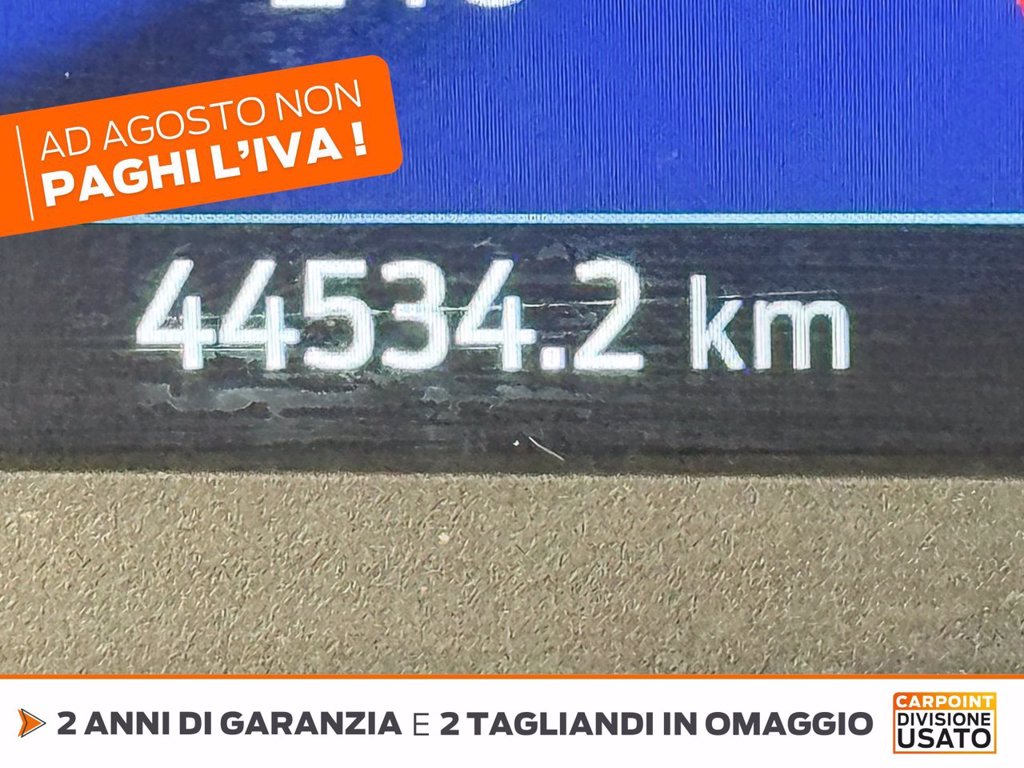 AD AGOSTO NON
PAGHI L'IVA !
44534.2 km
2 ANNI DI GARANZIA E 2 TAGLIANDI IN OMAGGIO
CARPOINT
DIVISIONE
USATO